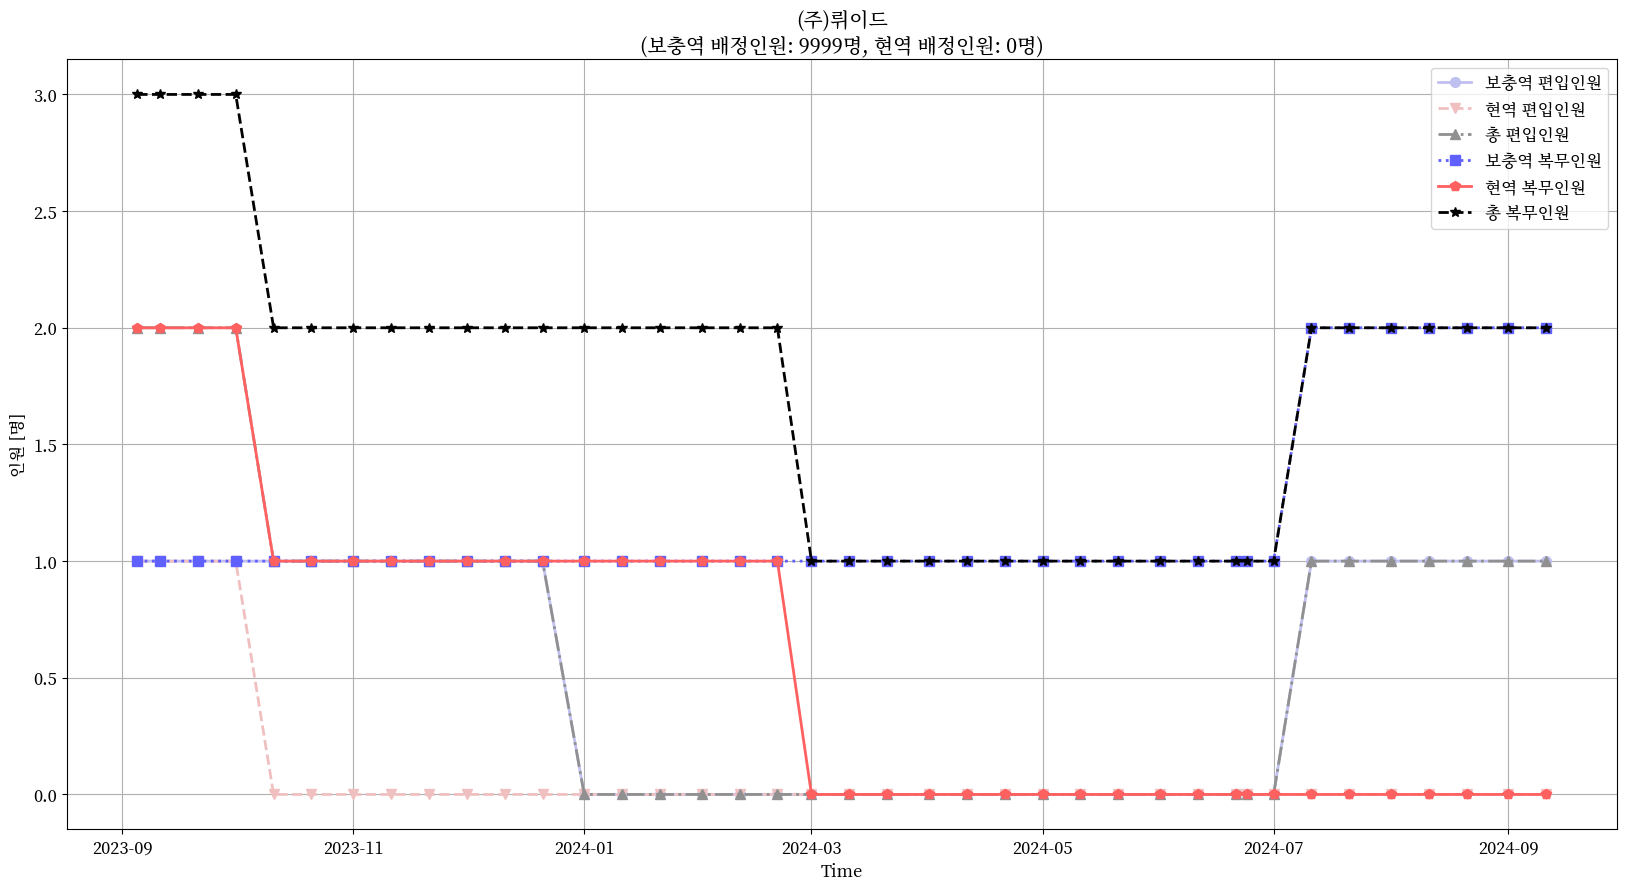 (주)뤼이드
(보충역 배정인원: 9999명, 현역 배정인원: 0명)
보충역 편입인원
현역 편입인원
총 편입인원
보충역 복무인원
현역 복무인원
총 복무인원
인원 [명]
3.0
2.5
2.0
1.5
1.0
0.5
0.0
2023-09
2023-11
2024-01
2024-03
2024-05
2024-07
2024-09
Time